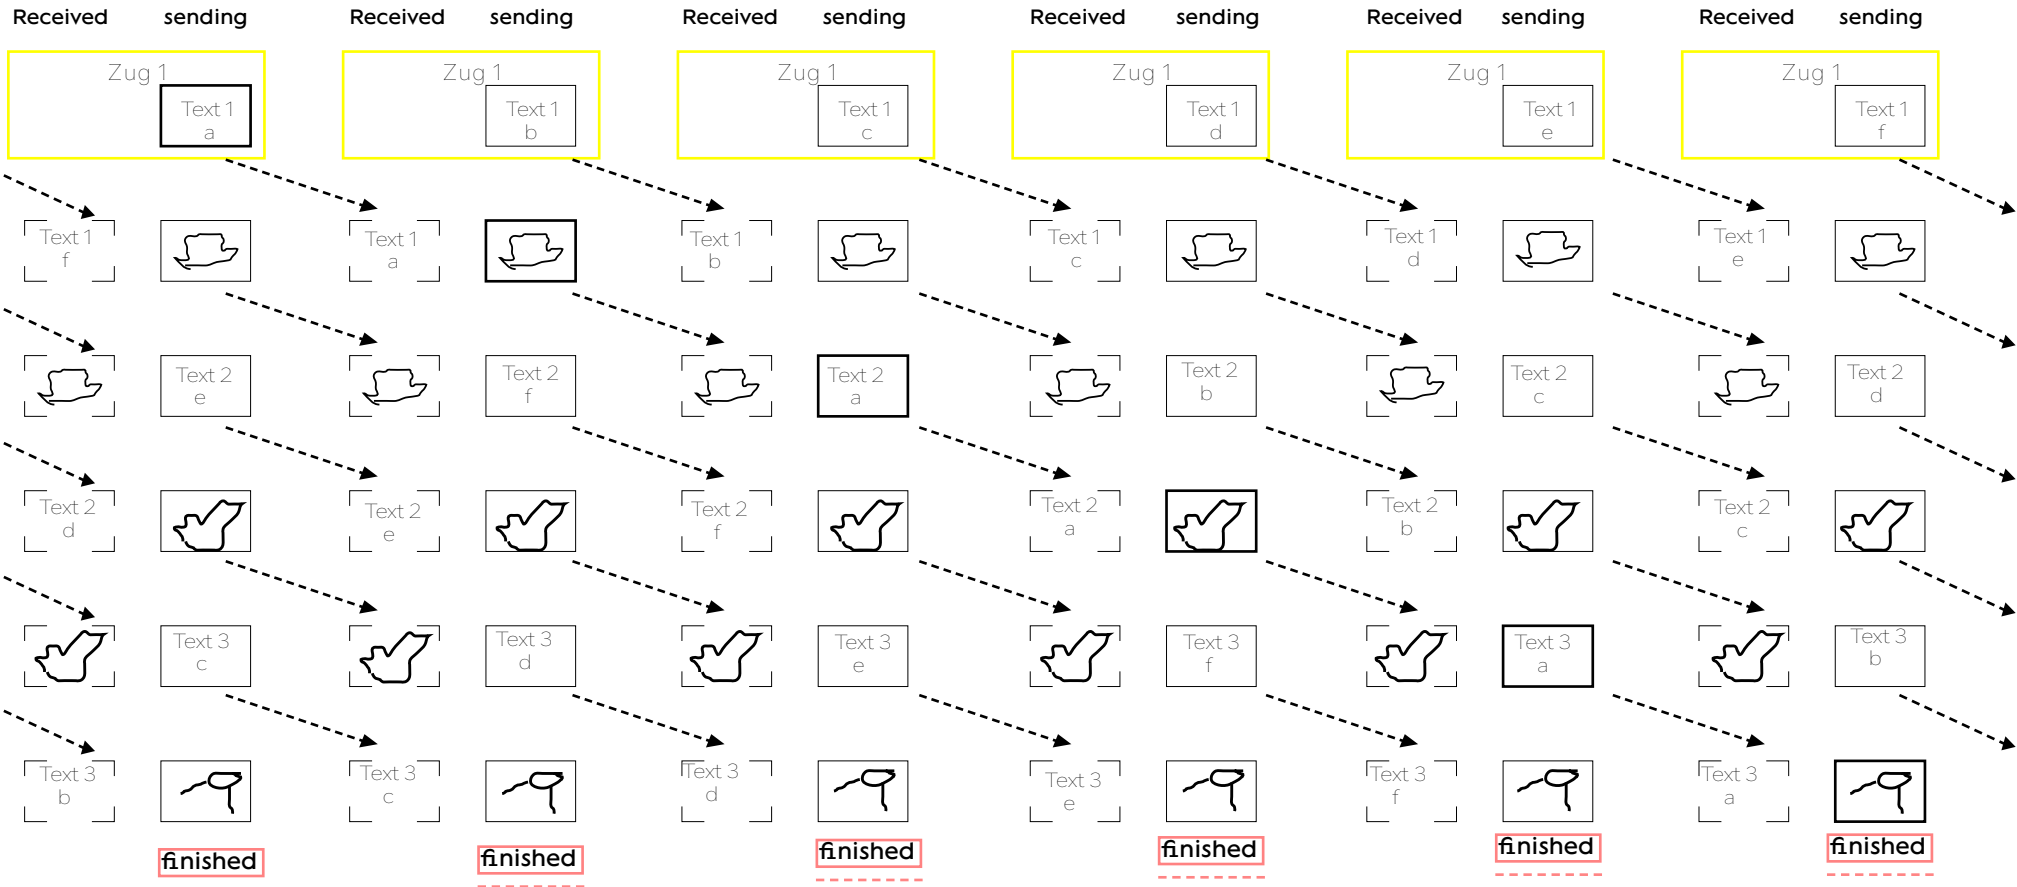 Received sending Received sending Received sending Received sending Received sending Received sending
Zug 1 Zug 1 Zug 1 Zug 1 Zug 1 Zug 1
Text 1 Text 1 Text 1 Text 1 Text 1 Text 1
a b c d e f
Text 1 Text 1 Text 1 Text 1 Text 1 Text 1
f a b c d e
Text 2 Text 2 Text 2 Text 2 Text 2 Text 2
e f a b c d
Text 2 Text 2 Text 2 Text 2 Text 2 Text 2
d e f a b c
Text 3 Text 3 Text 3 Text 3 Text 3 Text 3
c d e f a b
Text 3 Text 3 Text 3 Text 3 Text 3 Text 3
b c d e f a
finished finished finished finished finished finished